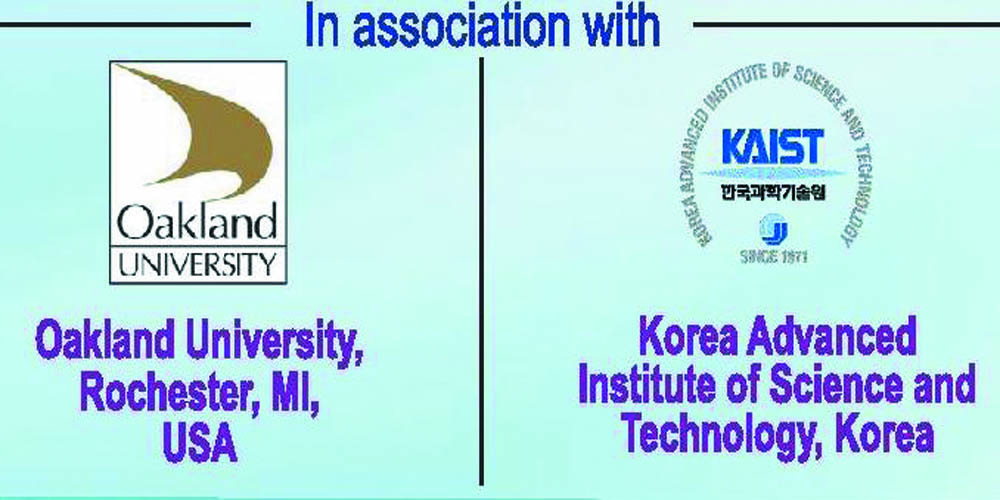 In association with
Oakland
UNIVERSITY
Oakland University,
Rochester, MI,
USA
KOREA ADVANCED INSTITUTE OF SCIENCE AND TECHNOLOGY
KAIST
한국과학기술원
SINCE 1971
Korea Advanced
Institute of Science and
Technology, Korea